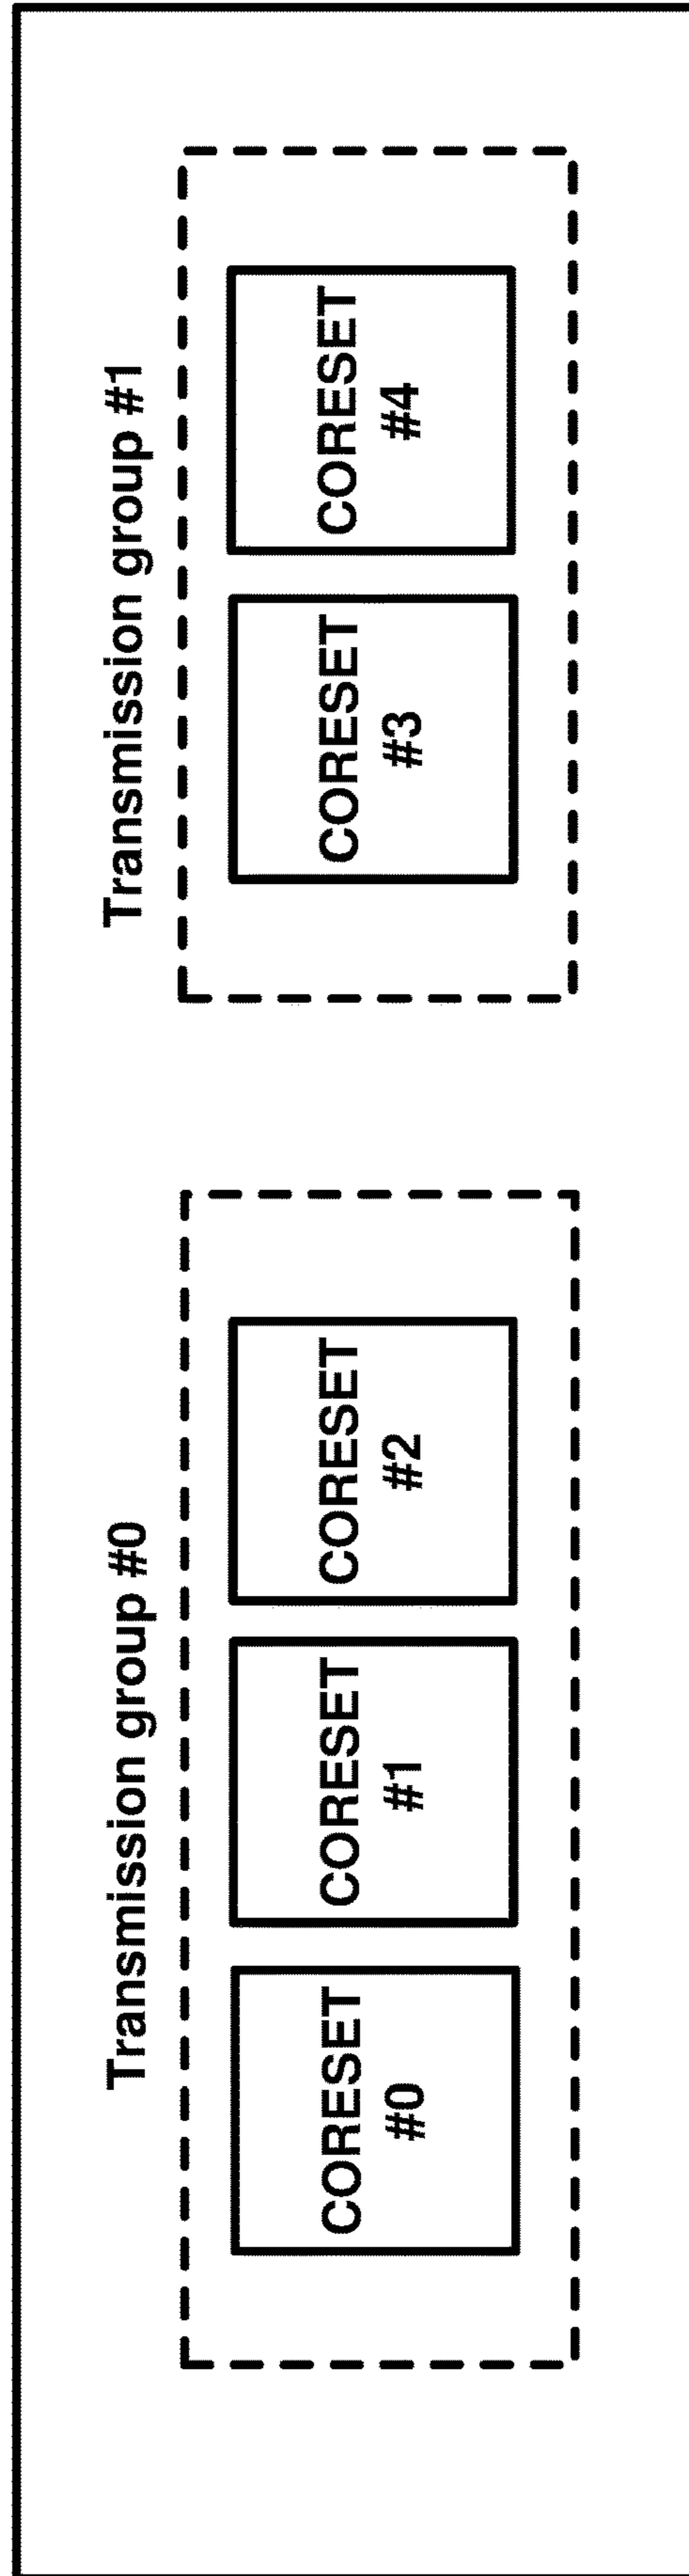 Transmission group #0
CORESET
#0
CORESET
#1
CORESET
#2
Transmission group #1
CORESET
#3
CORESET
#4